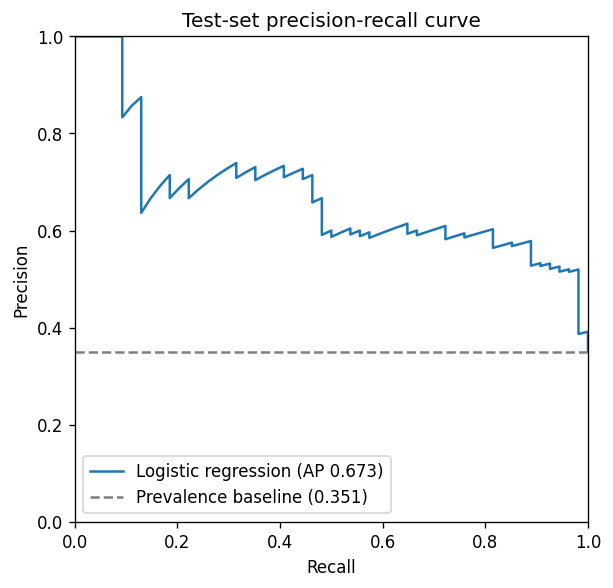 Test-set precision-recall curve
Precision
1.0
0.8
0.6
0.4
0.2
0.0
Logistic regression (AP 0.673)
Prevalence baseline (0.351)
0.0 0.2 0.4 0.6 0.8 1.0
Recall